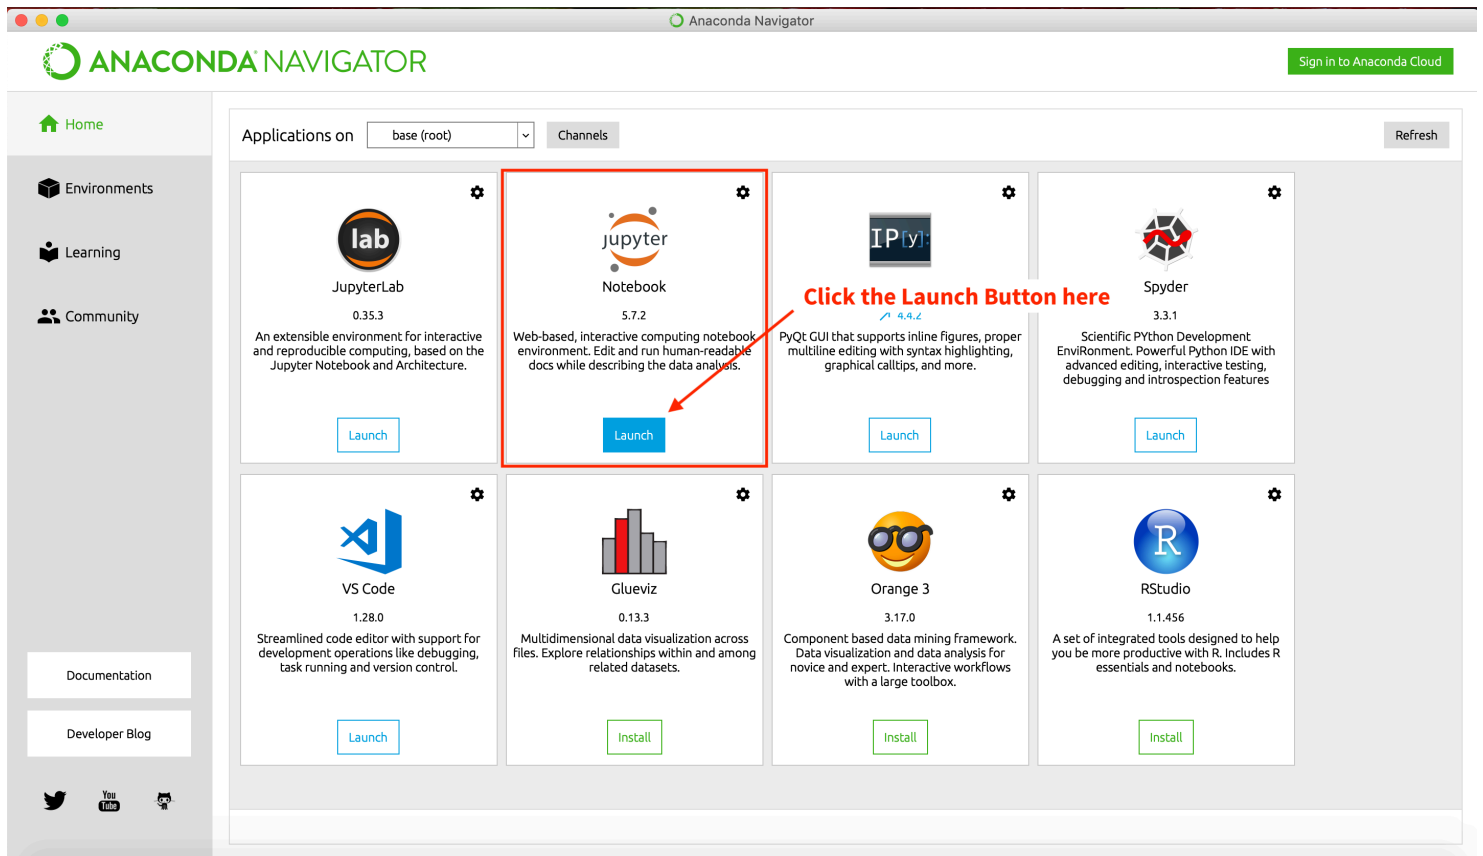 Anaconda Navigator
ANACONDA NAVIGATOR
Sign in to Anaconda Cloud
Home
Environments
Learning
Community
Documentation
Developer Blog
You
Tube
Applications on
base (root)
Channels
Refresh
lab
JupyterLab
0.35.3
An extensible environment for interactive
and reproducible computing, based on the
Jupyter Notebook and Architecture.
Launch
jupyter
Notebook
5.7.2
Web-based, interactive computing notebook
environment. Edit and run human-readable
docs while describing the data analysis.
Launch
Click the Launch Button here
IP[y]:
4.4.2
PyQt GUI that supports inline figures, proper
multiline editing with syntax highlighting,
graphical calltips, and more.
Launch
Spyder
3.3.1
Scientific PYthon Development
EnviRonment. Powerful Python IDE with
advanced editing, interactive testing,
debugging and introspection features
Launch
VS Code
1.28.0
Streamlined code editor with support for
development operations like debugging,
task running and version control.
Launch
Glueviz
0.13.3
Multidimensional data visualization across
files. Explore relationships within and among
related datasets.
Install
Orange 3
3.17.0
Component based data mining framework.
Data visualization and data analysis for
novice and expert. Interactive workflows
with a large toolbox.
Install
R
RStudio
1.1.456
A set of integrated tools designed to help
you be more productive with R. Includes R
essentials and notebooks.
Install